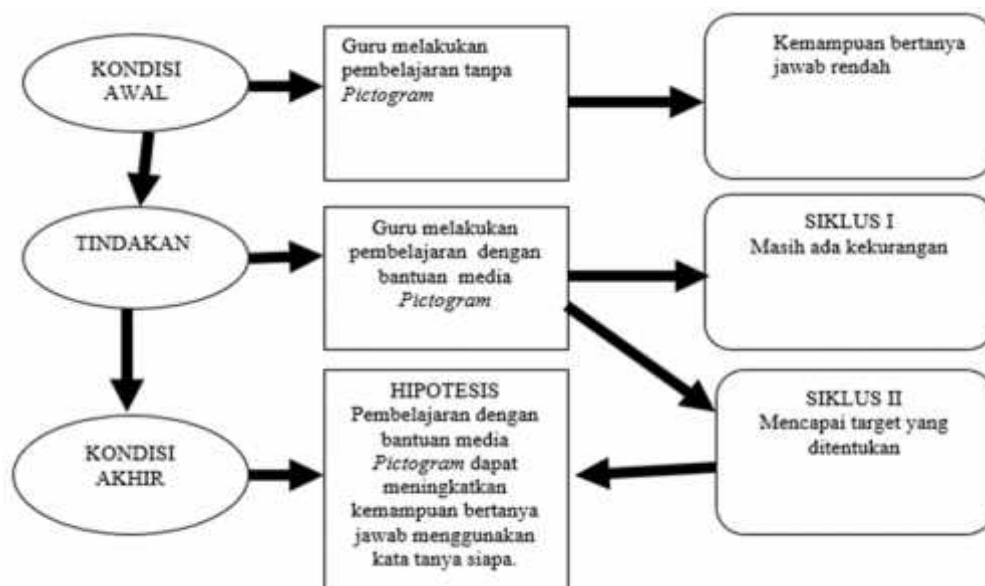 KONDISI
AWAL
Guru melakukan
pembelajaran tanpa
Pictogram
Kemampuan bertanya
jawab rendah
TINDAKAN
Guru melakukan
pembelajaran dengan
bantuan media
Pictogram
SIKLUS I
Masih ada kekurangan
KONDISI
AKHIR
HIPOTESIS
Pembelajaran dengan
bantuan media
Pictogram dapat
meningkatkan
kemampuan bertanya
jawab menggunakan
kata tanya siapa.
SIKLUS II
Mencapai target yang
ditentukan